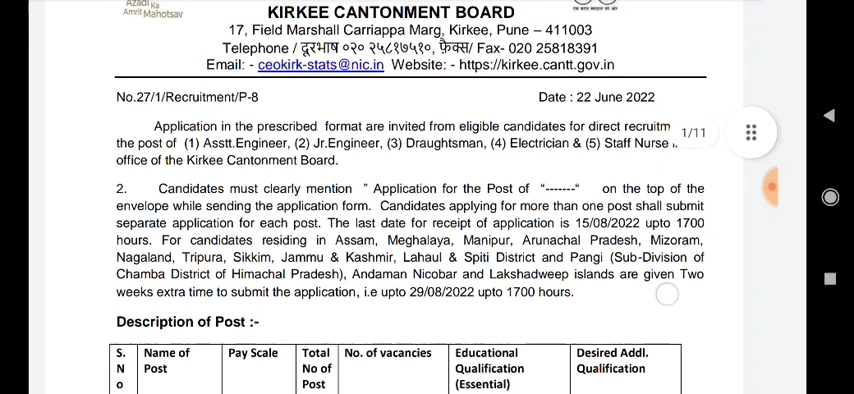 Azadi Ka
Amrit Mahotsav
KIRKEE CANTONMENT BOARD
17, Field Marshall Carriappa Marg, Kirkee, Pune – 411003
Telephone / दूरभाष ०२० २५८१७५१०, फ़ैक्स/ Fax- 020 25818391
Email: - ceokirk-stats@nic.in Website: - https://kirkee.cantt.gov.in
No.27/1/Recruitment/P-8 Date : 22 June 2022
Application in the prescribed format are invited from eligible candidates for direct recruitm 1/11
the post of (1) Asstt.Engineer, (2) Jr.Engineer, (3) Draughtsman, (4) Electrician & (5) Staff Nurse
office of the Kirkee Cantonment Board.
2. Candidates must clearly mention " Application for the Post of "-------" on the top of the
envelope while sending the application form. Candidates applying for more than one post shall submit
separate application for each post. The last date for receipt of application is 15/08/2022 upto 1700
hours. For candidates residing in Assam, Meghalaya, Manipur, Arunachal Pradesh, Mizoram,
Nagaland, Tripura, Sikkim, Jammu & Kashmir, Lahaul & Spiti District and Pangi (Sub-Division of
Chamba District of Himachal Pradesh), Andaman Nicobar and Lakshadweep islands are given Two
weeks extra time to submit the application, i.e upto 29/08/2022 upto 1700 hours.
Description of Post :-
S. Name of Pay Scale Total No. of vacancies Educational Desired Addl.
N Post No of Qualification Qualification
o Post (Essential)